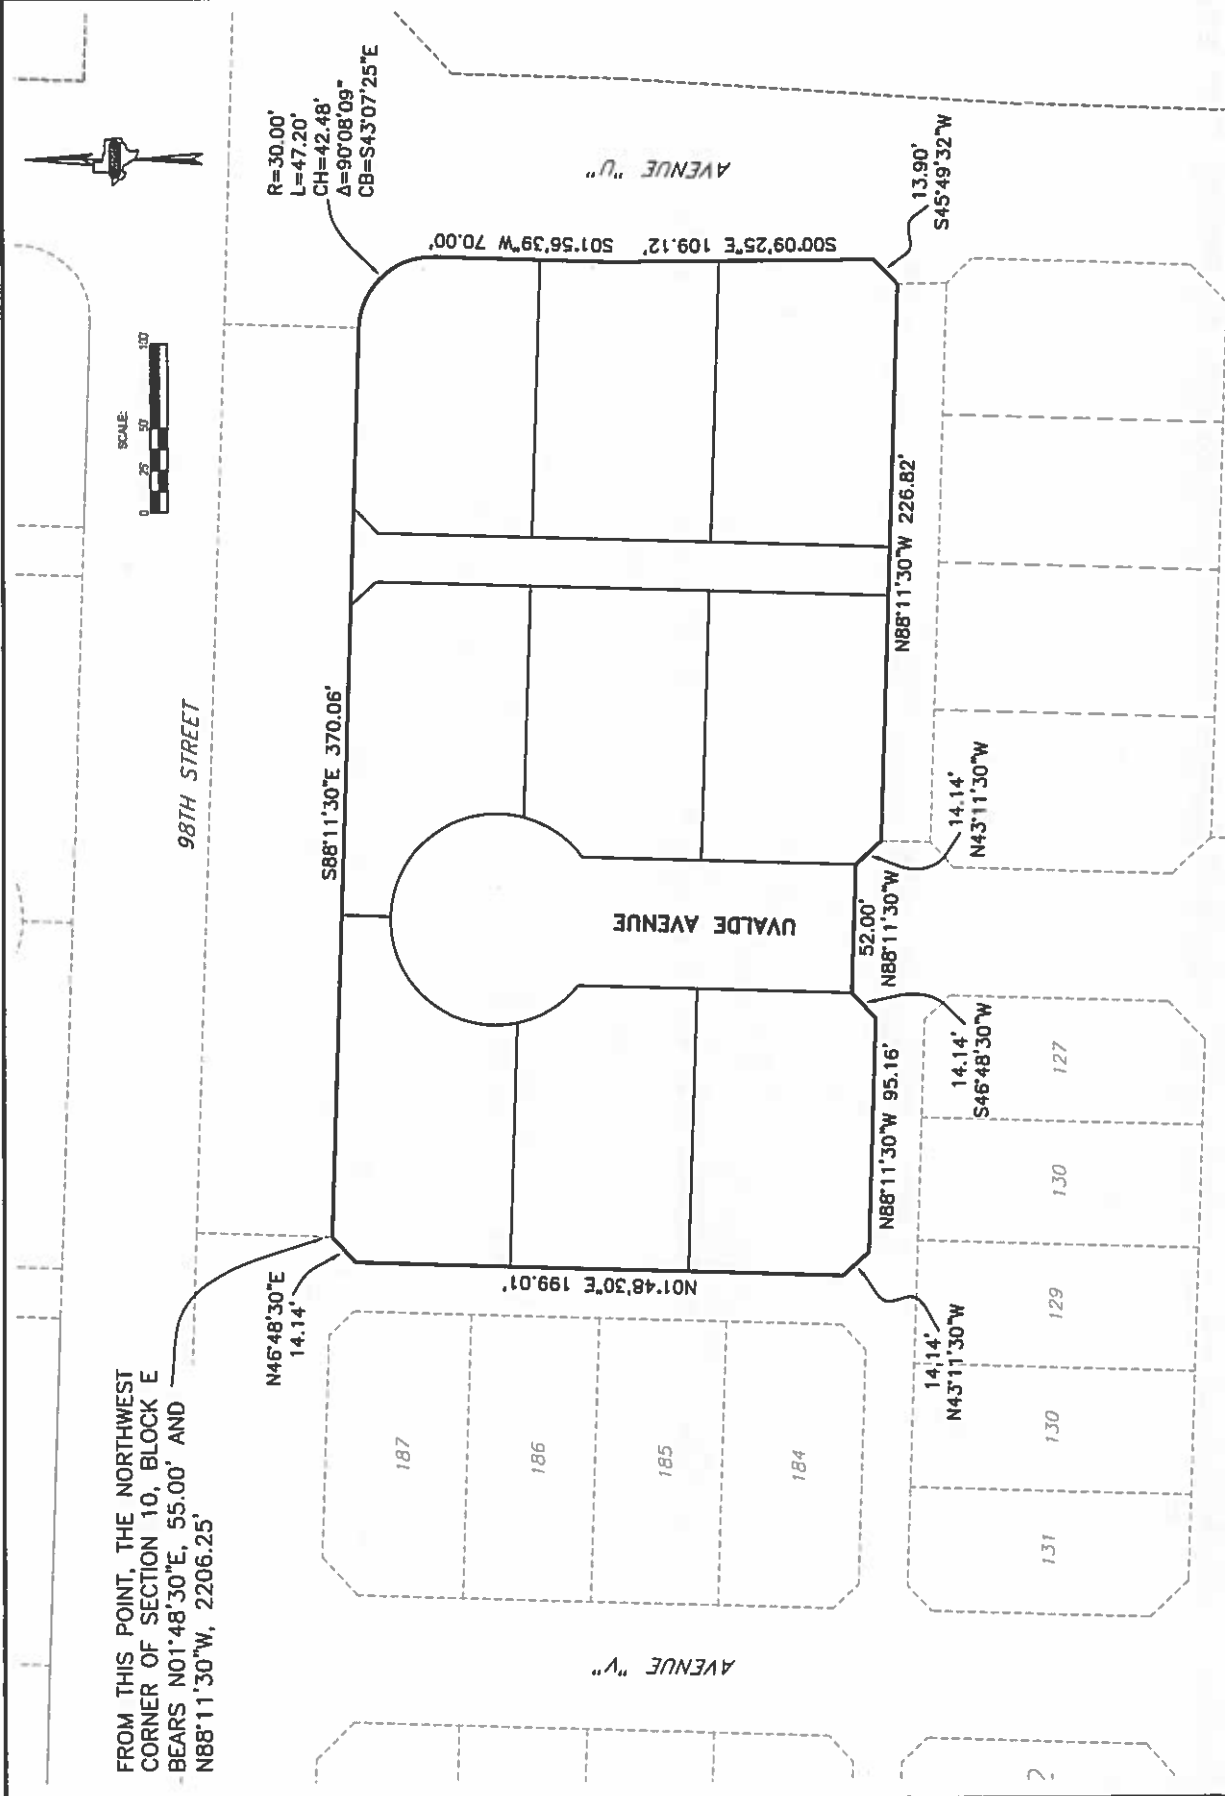 FROM THIS POINT, THE NORTHWEST
CORNER OF SECTION 10, BLOCK E
BEARS N01°48'30"E, 55.00' AND
N88°11'30"W, 2206.25'
98TH STREET
SCALE:
0 25 50 100
R=30.00'
L=47.20'
CH=42.48'
Δ=90°08'09"
CB=S43°07'25"E
N46°48'30"E
14.14'
S88°11'30"E 370.06'
S01°56'39"W 70.00'
S00°09'25"E 109.12'
AVENUE "U"
13.90'
S45°49'32"W
N88°11'30"W 226.82'
14.14'
N43°11'30"W
52.00'
N88°11'30"W
UVALDE AVENUE
14.14'
S46°48'30"W
N88°11'30"W 95.16'
14.14'
N43°11'30"W
N01°48'30"E 199.01'
187
186
185
184
AVENUE "V"
131
130
129
130
127